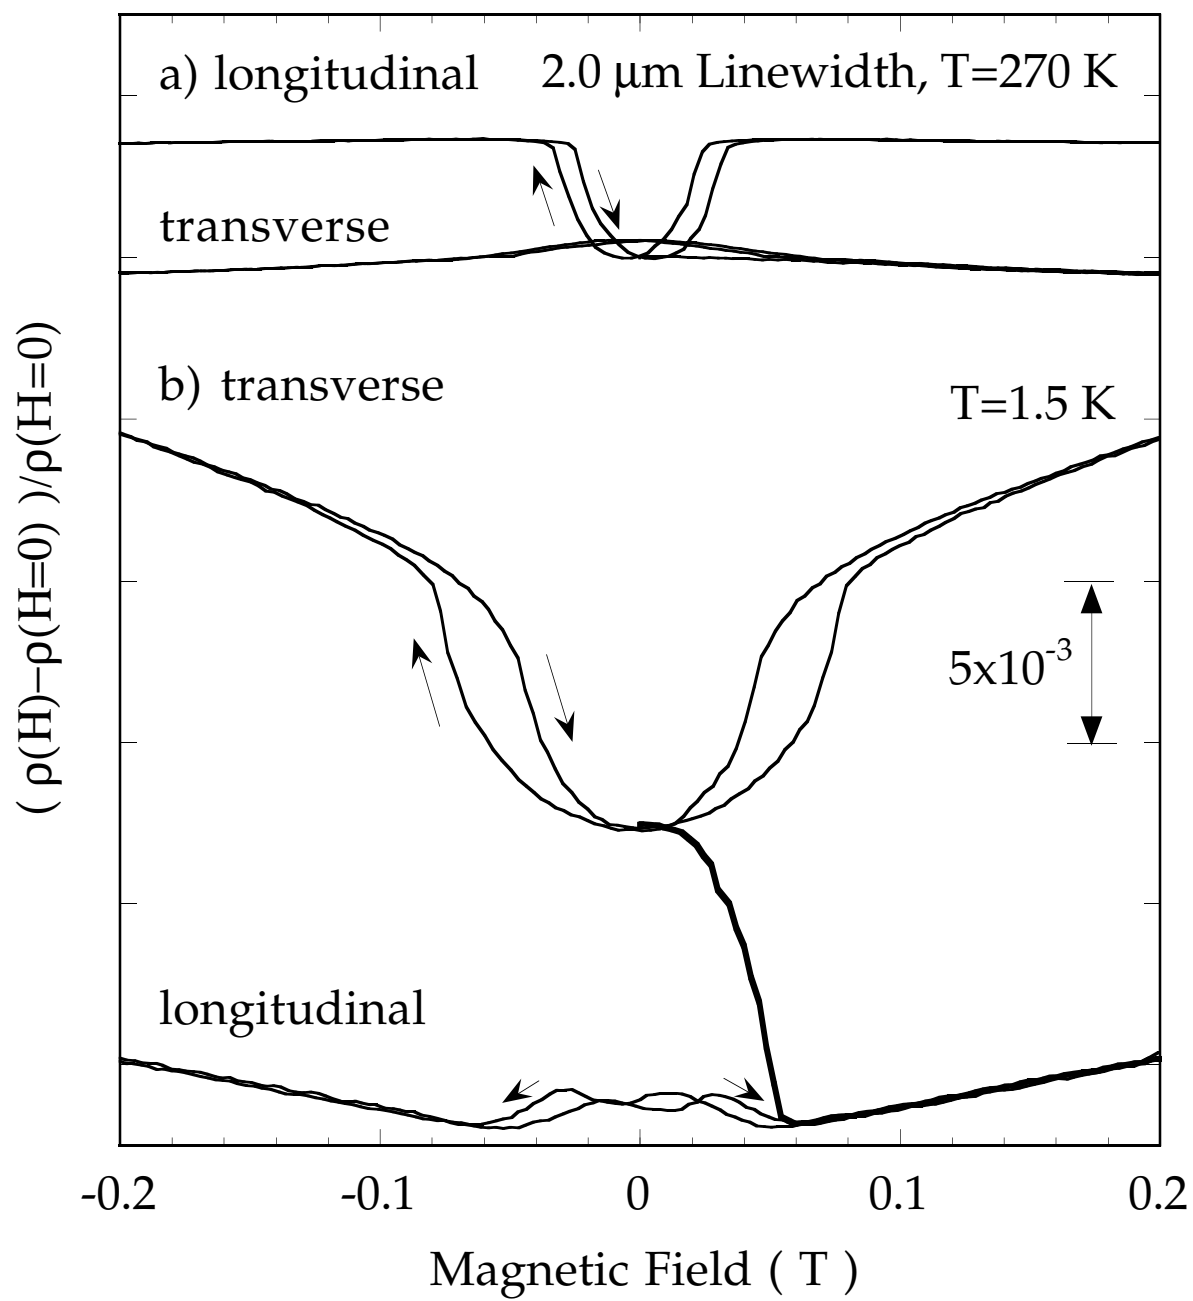 a) longitudinal
2.0 μm Linewidth, T=270 K
transverse
b) transverse
T=1.5 K
5x10⁻³
longitudinal
( ρ(H)–ρ(H=0) )/ρ(H=0)
-0.2 -0.1 0 0.1 0.2
Magnetic Field ( T )